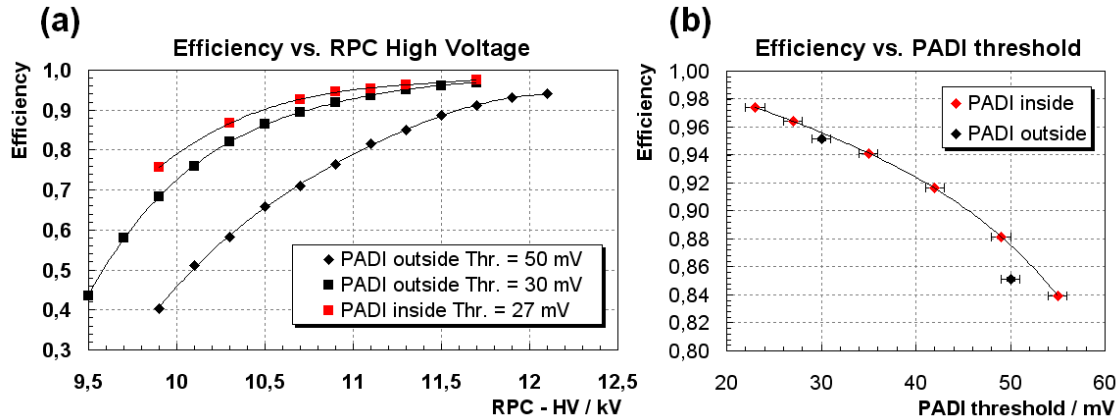 (a)
Efficiency vs. RPC High Voltage
Efficiency
1,0
0,9
0,8
0,7
0,6
0,5
0,4
0,3
PADI outside Thr. = 50 mV
PADI outside Thr. = 30 mV
PADI inside Thr. = 27 mV
9,5 10 10,5 11 11,5 12 12,5
RPC - HV / kV
(b)
Efficiency vs. PADI threshold
Efficiency
1.00
0.98
0.96
0.94
0.92
0.90
0.88
0.86
0.84
0.82
0.80
PADI inside
PADI outside
20 30 40 50 60
PADI threshold / mV